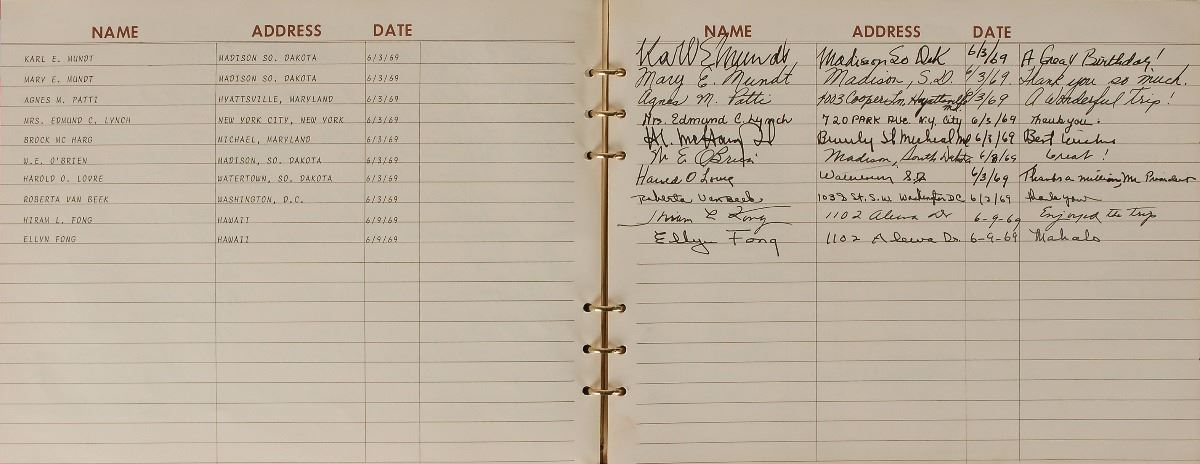 NAME ADDRESS DATE
KARL E. MUNDT MADISON SO. DAKOTA 6/3/69
MARY E. MUNDT MADISON SO. DAKOTA 6/3/69
AGNES M. PATTI HYATTSVILLE, MARYLAND 6/3/69
MRS. EDMUND C. LYNCH NEW YORK CITY, NEW YORK 6/3/69
BROCK MC HARG MICHAEL, MARYLAND 6/3/69
W.E. O'BRIEN MADISON, SO. DAKOTA 6/3/69
HAROLD O. LOVRE WATERTOWN, SO. DAKOTA 6/3/69
ROBERTA VAN BEEK WASHINGTON, D.C. 6/3/69
HIRAM L. FONG HAWAII 6/9/69
ELLYN FONG HAWAII 6/9/69
NAME ADDRESS DATE
Karl E Mundt Madison So Dak 6/3/69 A Great Birthday!
Mary E. Mundt Madison, S.D. 6/3/69. Thank you so much.
Agnes M. Patti 7003 Cooper Ln. Hyattsville Md. 6/3/69 A Wonderful trip!
Mrs. Edmund C. Lynch 720 PARK AVE. N.Y. City 6/3/69 Thank you.
6/3/69 Best
W E O'Brien Madison, South Dakota 6/3/69 Great!
Harold O Lovre S.D. 6/3/69 Thanks a million, Mr. President
Roberta Van Beek St. S.W. Washington DC thank you
Hiram L Fong 1102 Alewa Dr 6-9-69 Enjoyed the trip
Ellyn Fong 1102 Alewa Dr. 6-9-69 Mahalo